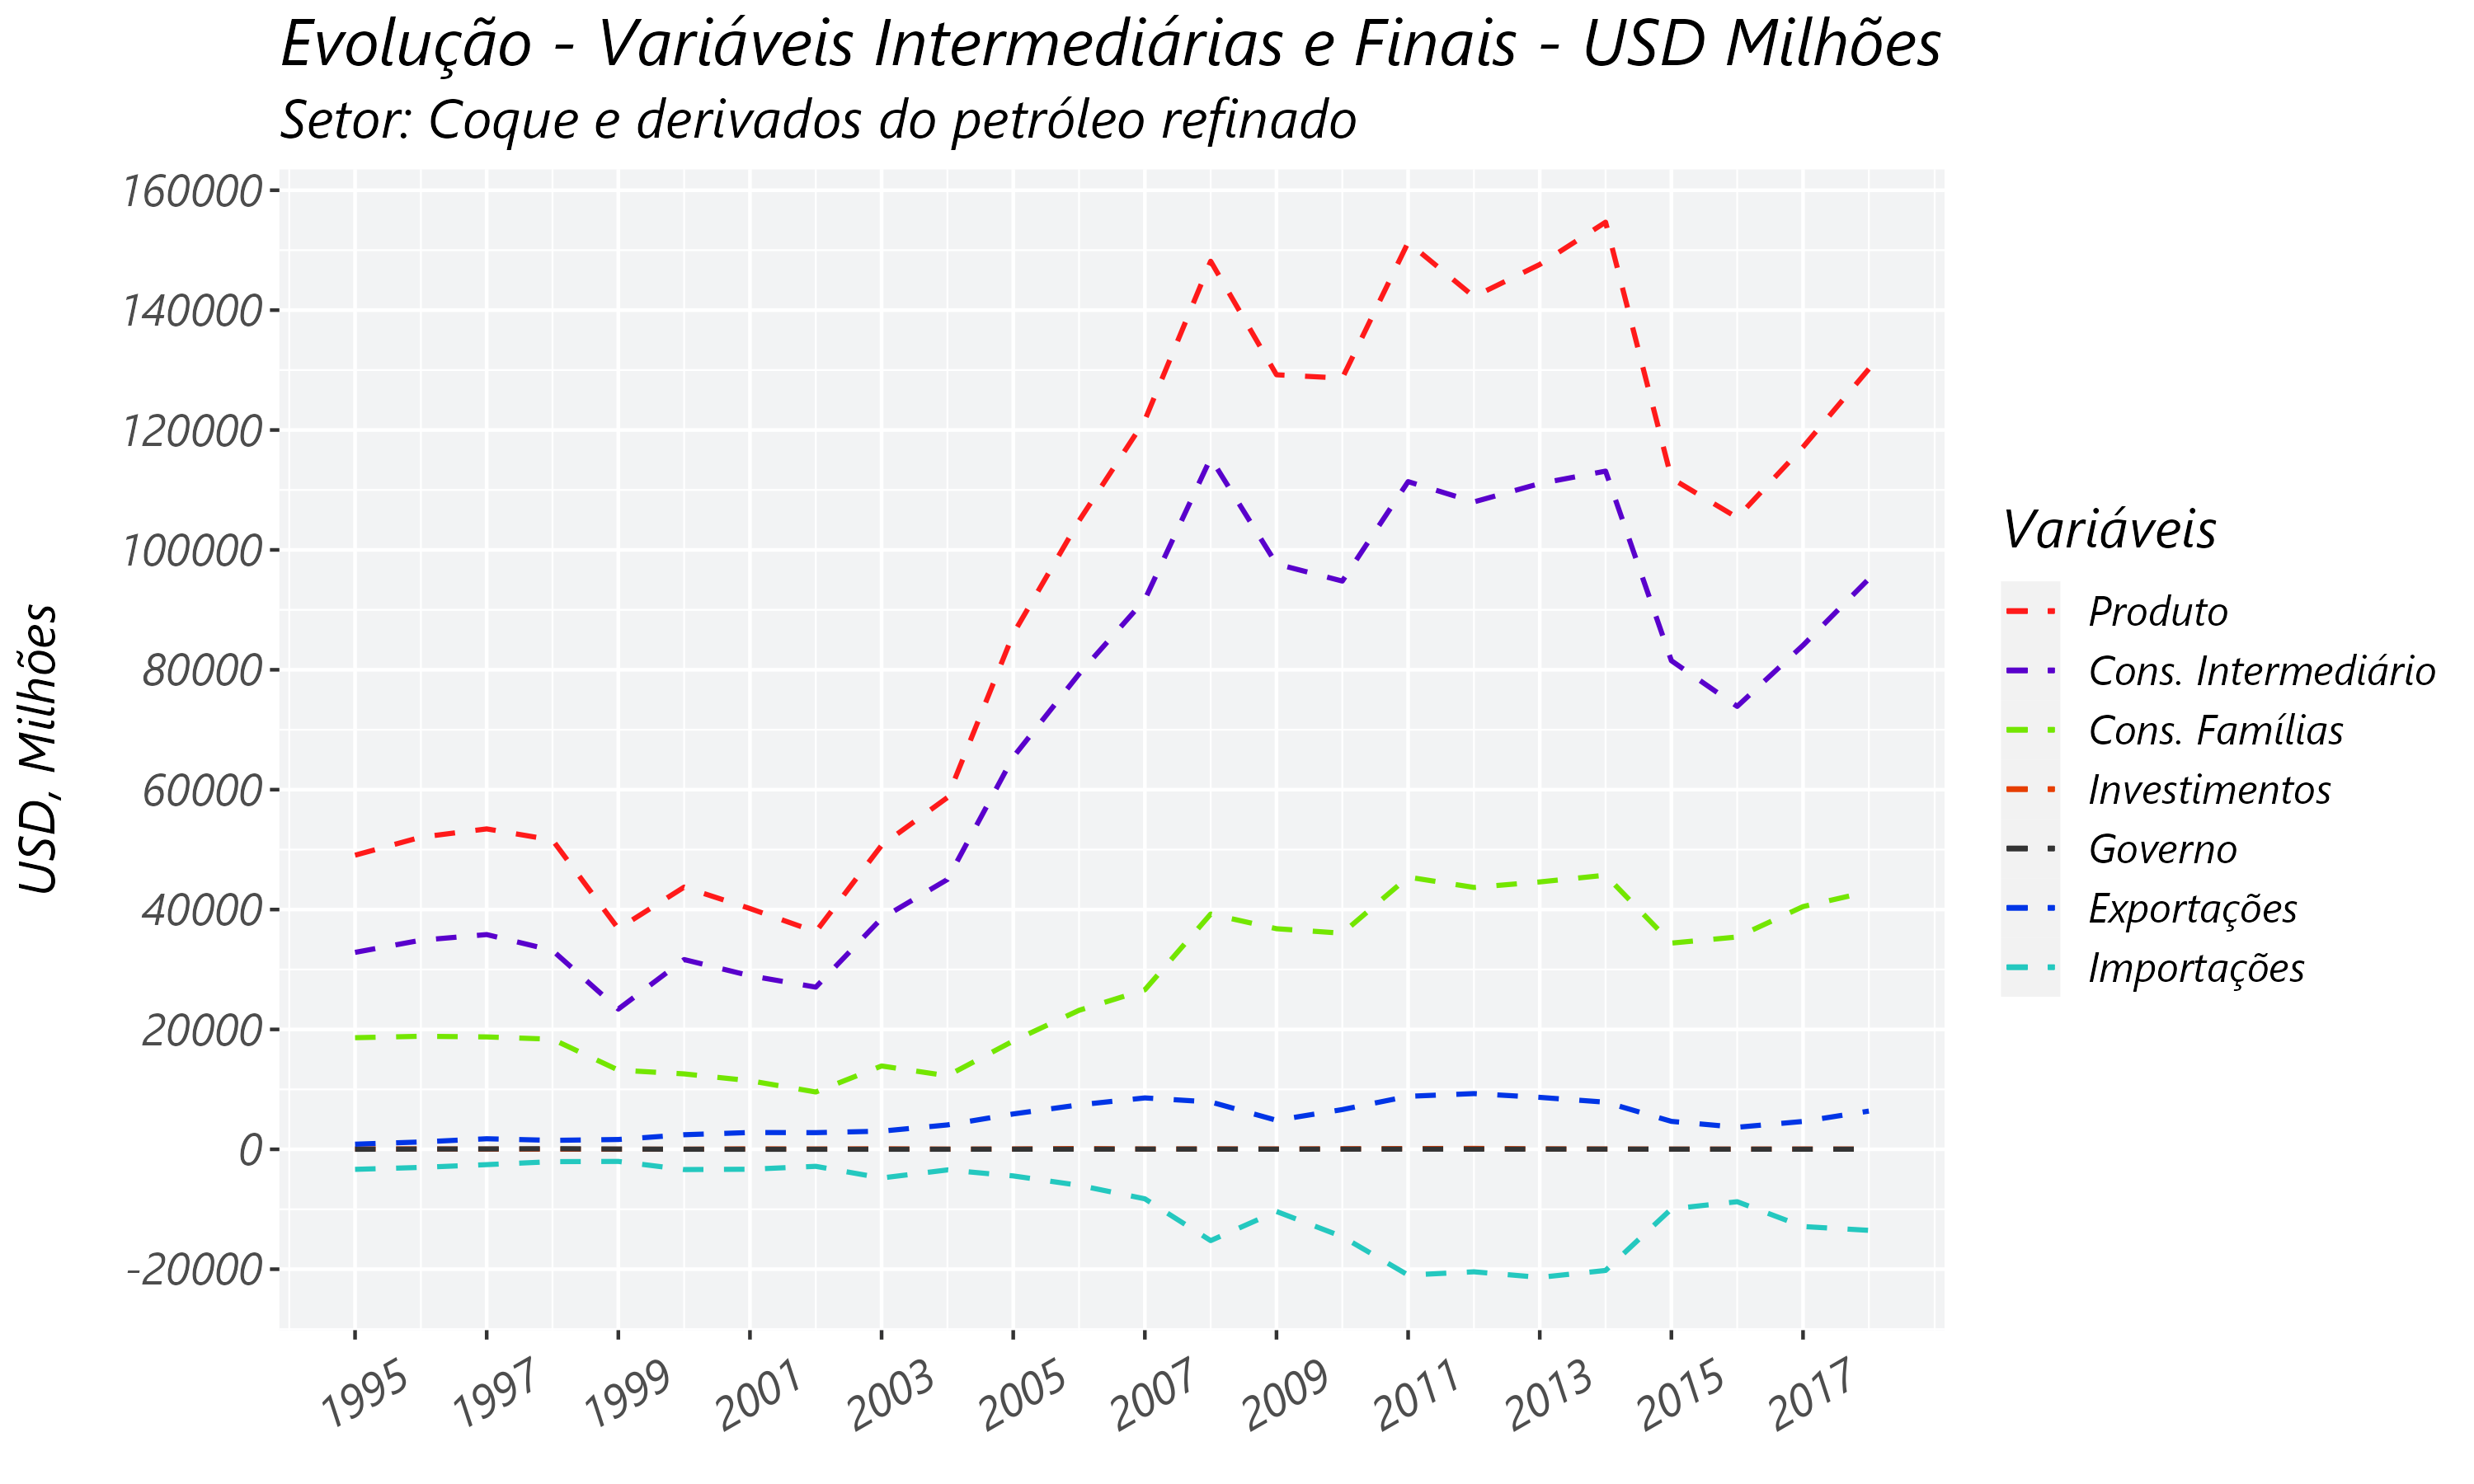 Evolução - Variáveis Intermediárias e Finais - USD Milhões
Setor: Coque e derivados do petróleo refinado
USD, Milhões
160000
140000
120000
100000
80000
60000
40000
20000
0
-20000
1995
1997
1999
2001
2003
2005
2007
2009
2011
2013
2015
2017
Variáveis
Produto
Cons. Intermediário
Cons. Famílias
Investimentos
Governo
Exportações
Importações